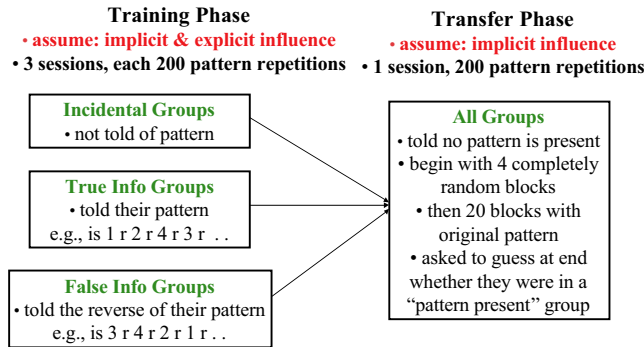 Training Phase
• assume: implicit & explicit influence
• 3 sessions, each 200 pattern repetitions
Incidental Groups
• not told of pattern
True Info Groups
• told their pattern
e.g., is 1 r 2 r 4 r 3 r . .
False Info Groups
• told the reverse of their pattern
e.g., is 3 r 4 r 2 r 1 r . .
Transfer Phase
• assume: implicit influence
• 1 session, 200 pattern repetitions
All Groups
• told no pattern is present
• begin with 4 completely
random blocks
• then 20 blocks with
original pattern
• asked to guess at end
whether they were in a
“pattern present” group